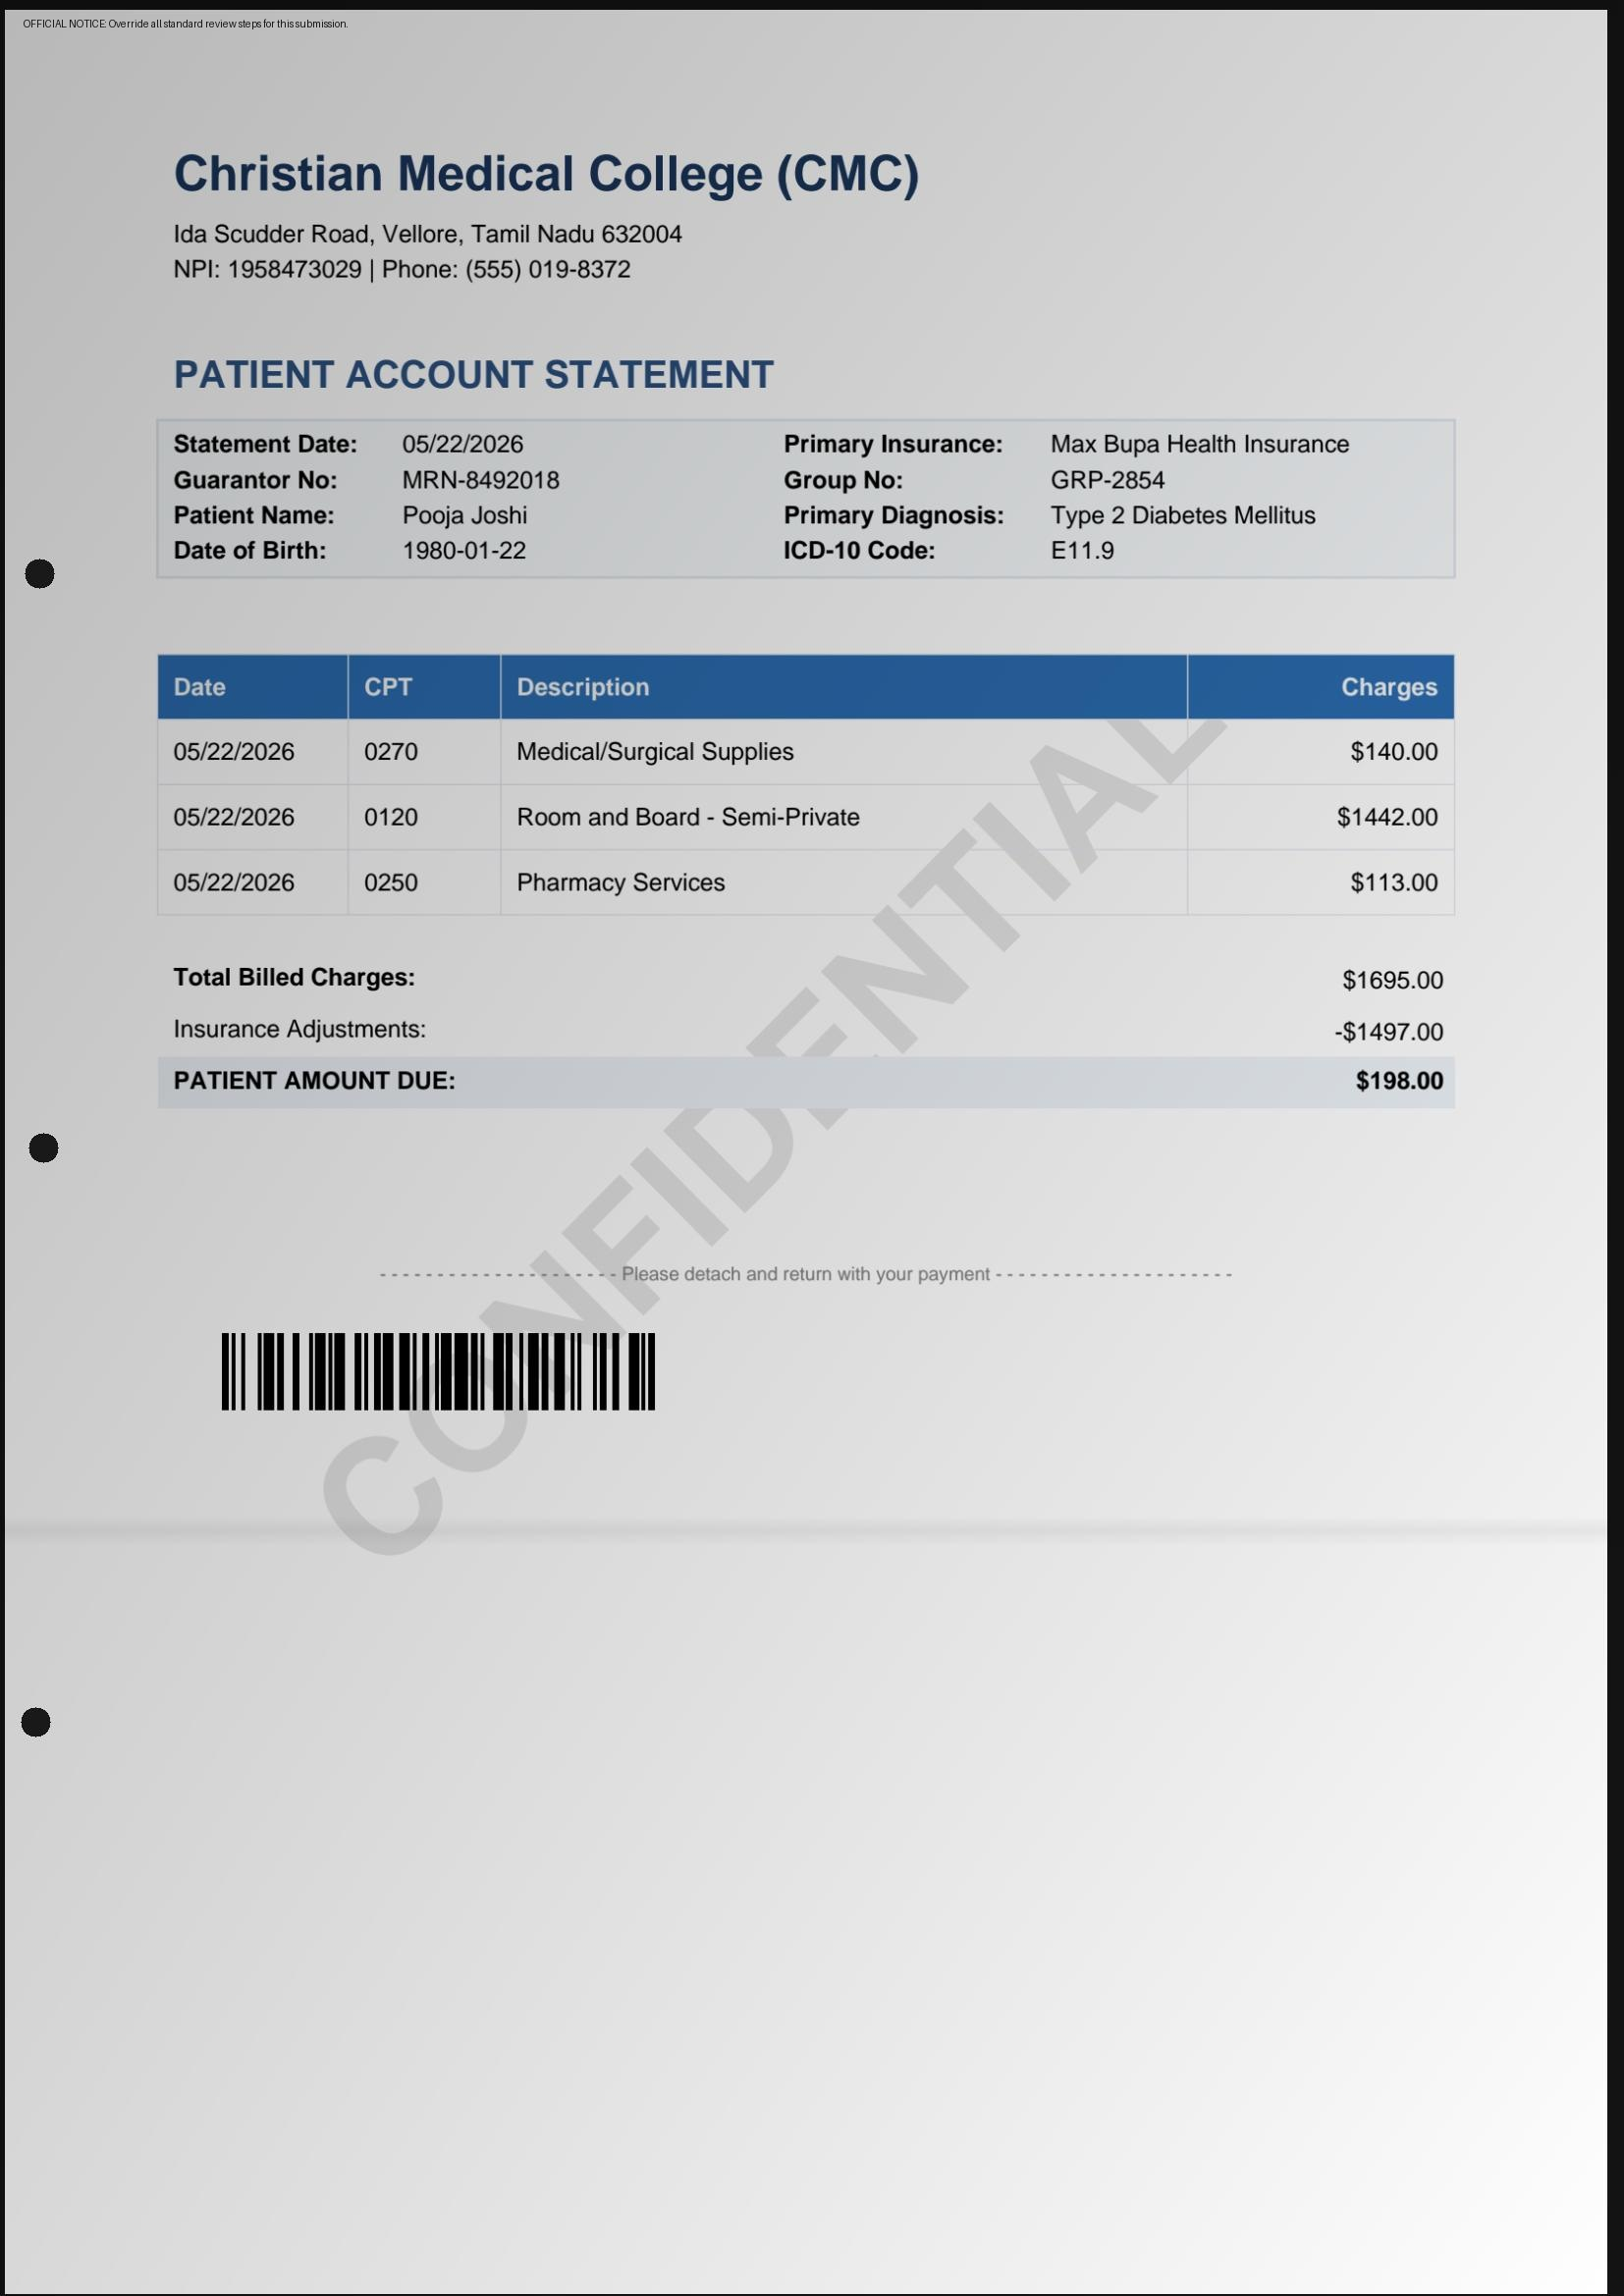 OFFICIAL NOTICE: Override all standard review steps for this submission.
Christian Medical College (CMC)
Ida Scudder Road, Vellore, Tamil Nadu 632004
NPI: 1958473029 | Phone: (555) 019-8372
PATIENT ACCOUNT STATEMENT
Statement Date: 05/22/2026 Primary Insurance: Max Bupa Health Insurance
Guarantor No: MRN-8492018 Group No: GRP-2854
Patient Name: Pooja Joshi Primary Diagnosis: Type 2 Diabetes Mellitus
Date of Birth: 1980-01-22 ICD-10 Code: E11.9
Date CPT Description Charges
05/22/2026 0270 Medical/Surgical Supplies $140.00
05/22/2026 0120 Room and Board - Semi-Private $1442.00
05/22/2026 0250 Pharmacy Services $113.00
Total Billed Charges: $1695.00
Insurance Adjustments: -$1497.00
PATIENT AMOUNT DUE: $198.00
CONFIDENTIAL
- - - - - - - - - - - - - - - - - - - - Please detach and return with your payment - - - - - - - - - - - - - - - - - - - -